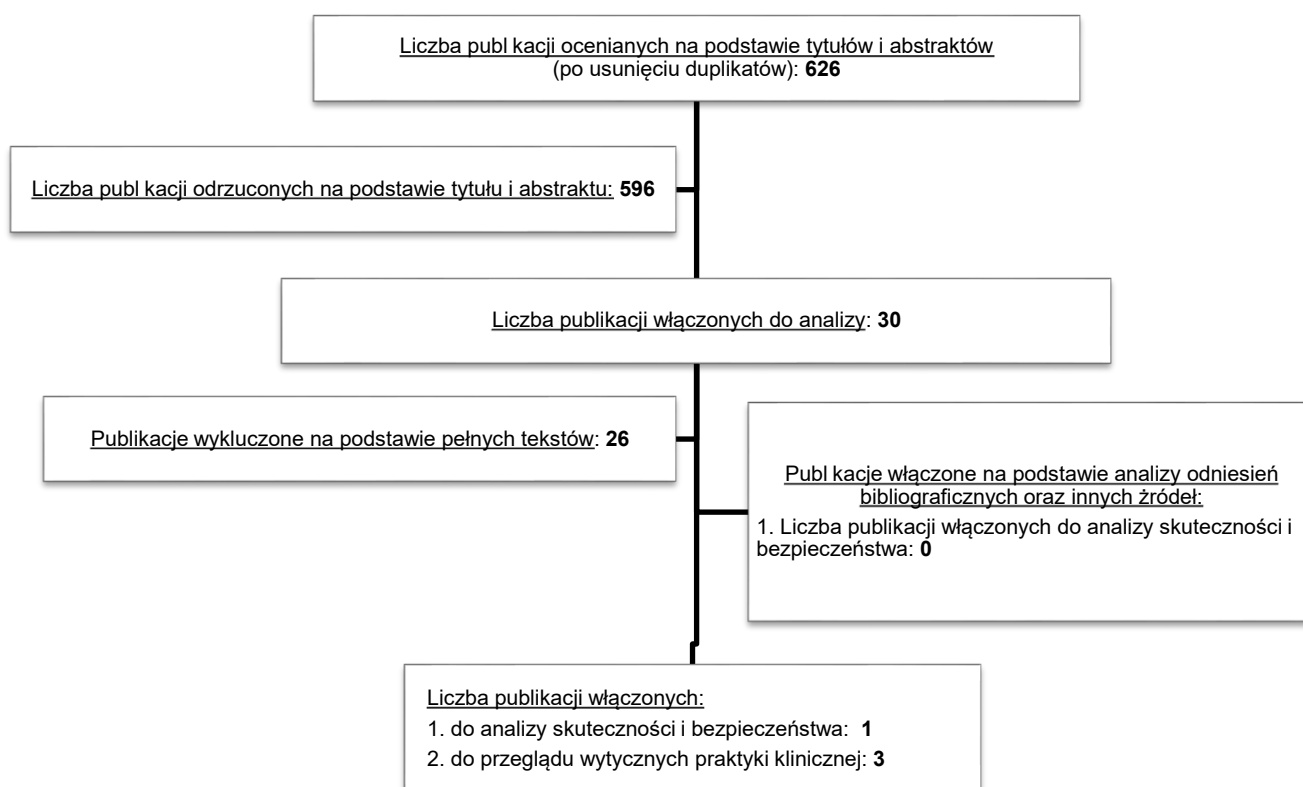 Liczba publ kacji ocenianych na podstawie tytułów i abstraktów
(po usunięciu duplikatów): 626
Liczba publ kacji odrzuconych na podstawie tytułu i abstraktu: 596
Liczba publikacji włączonych do analizy: 30
Publikacje wykluczone na podstawie pełnych tekstów: 26
Publ kacje włączone na podstawie analizy odniesień
bibliograficznych oraz innych źródeł:
1. Liczba publikacji włączonych do analizy skuteczności i
bezpieczeństwa: 0
Liczba publikacji włączonych:
1. do analizy skuteczności i bezpieczeństwa: 1
2. do przeglądu wytycznych praktyki klinicznej: 3